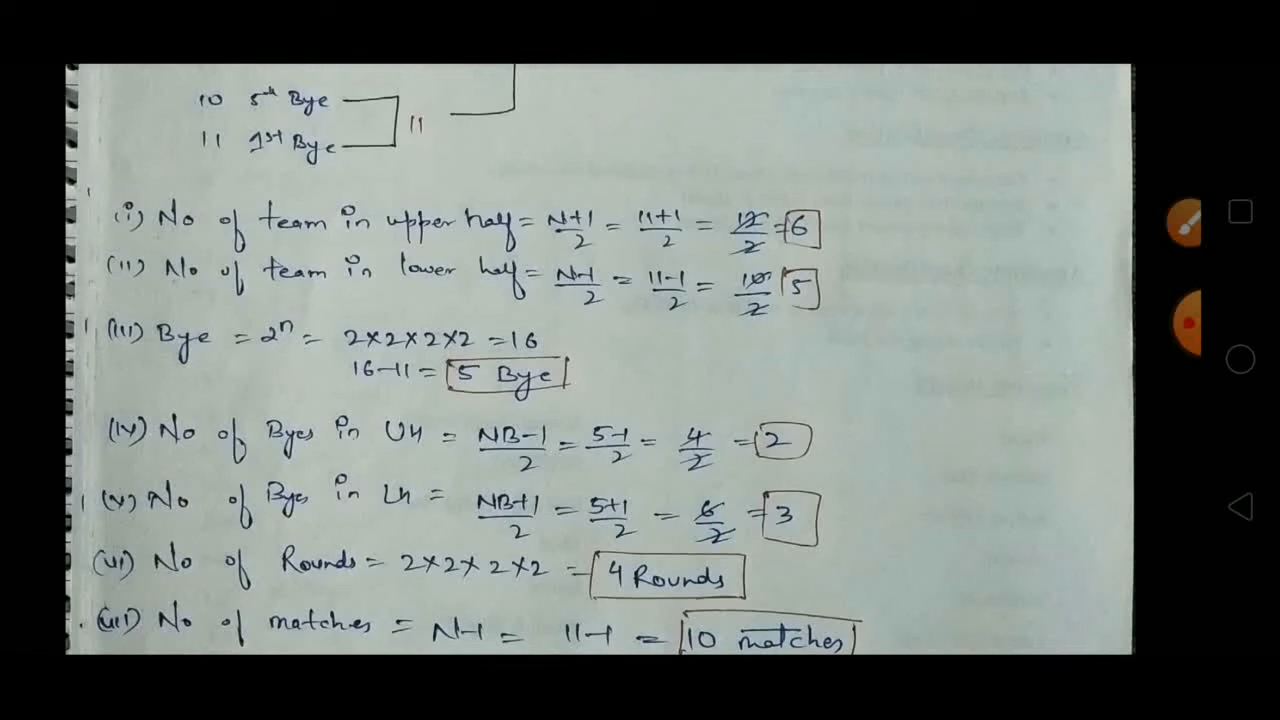 10 5th Bye
11 1st Bye 11
(i) No of team in upper half = N+1/2 = 11+1/2 = 12/2 = 6
(ii) No of team in lower half = N-1/2 = 11-1/2 = 10/2 5
(iii) Bye = 2ⁿ = 2×2×2×2 = 16
16-11 = 5 Bye
(iv) No of Byes in UH = NB-1/2 = 5-1/2 = 4/2 = 2
(v) No of Byes in LH = NB+1/2 = 5+1/2 = 6/2 = 3
(vi) No of Rounds = 2×2×2×2 = 4 Rounds
(vii) No of matches = N-1 = 11-1 = 10 matches